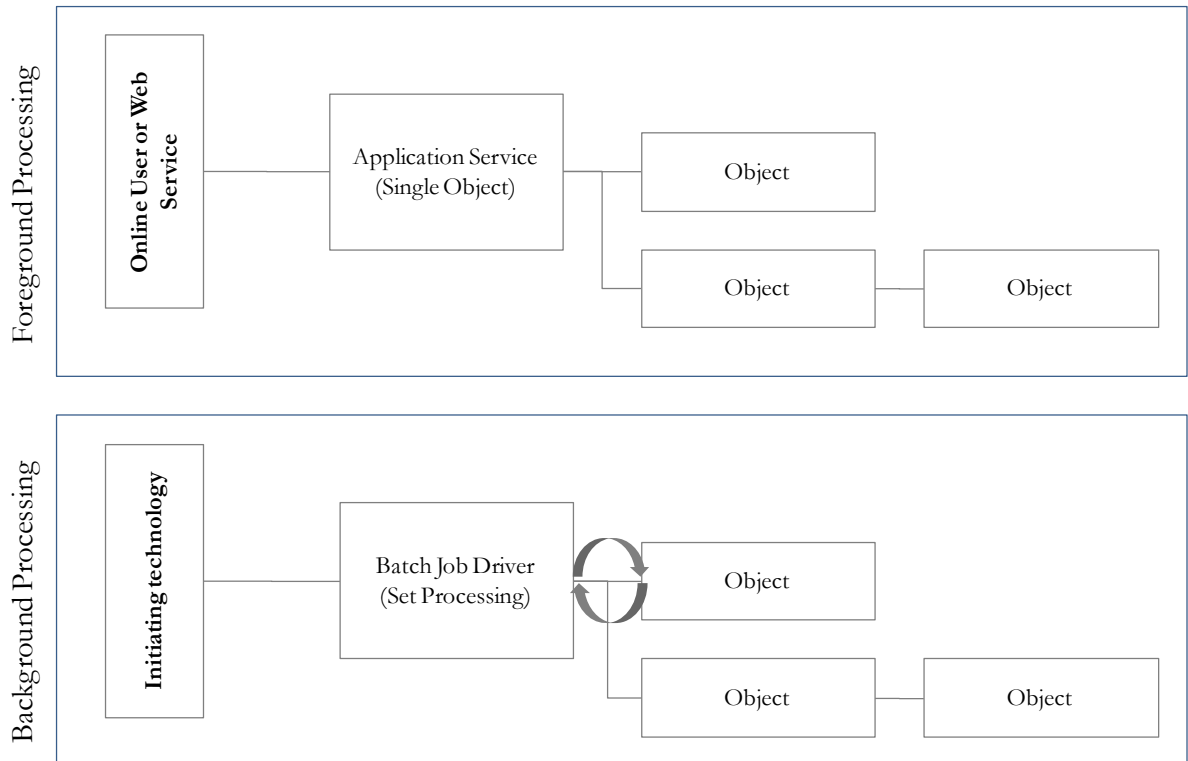 Foreground Processing
Online User or Web
Service
Application Service
(Single Object)
Object
Object
Object
Background Processing
Initiating technology
Batch Job Driver
(Set Processing)
Object
Object
Object